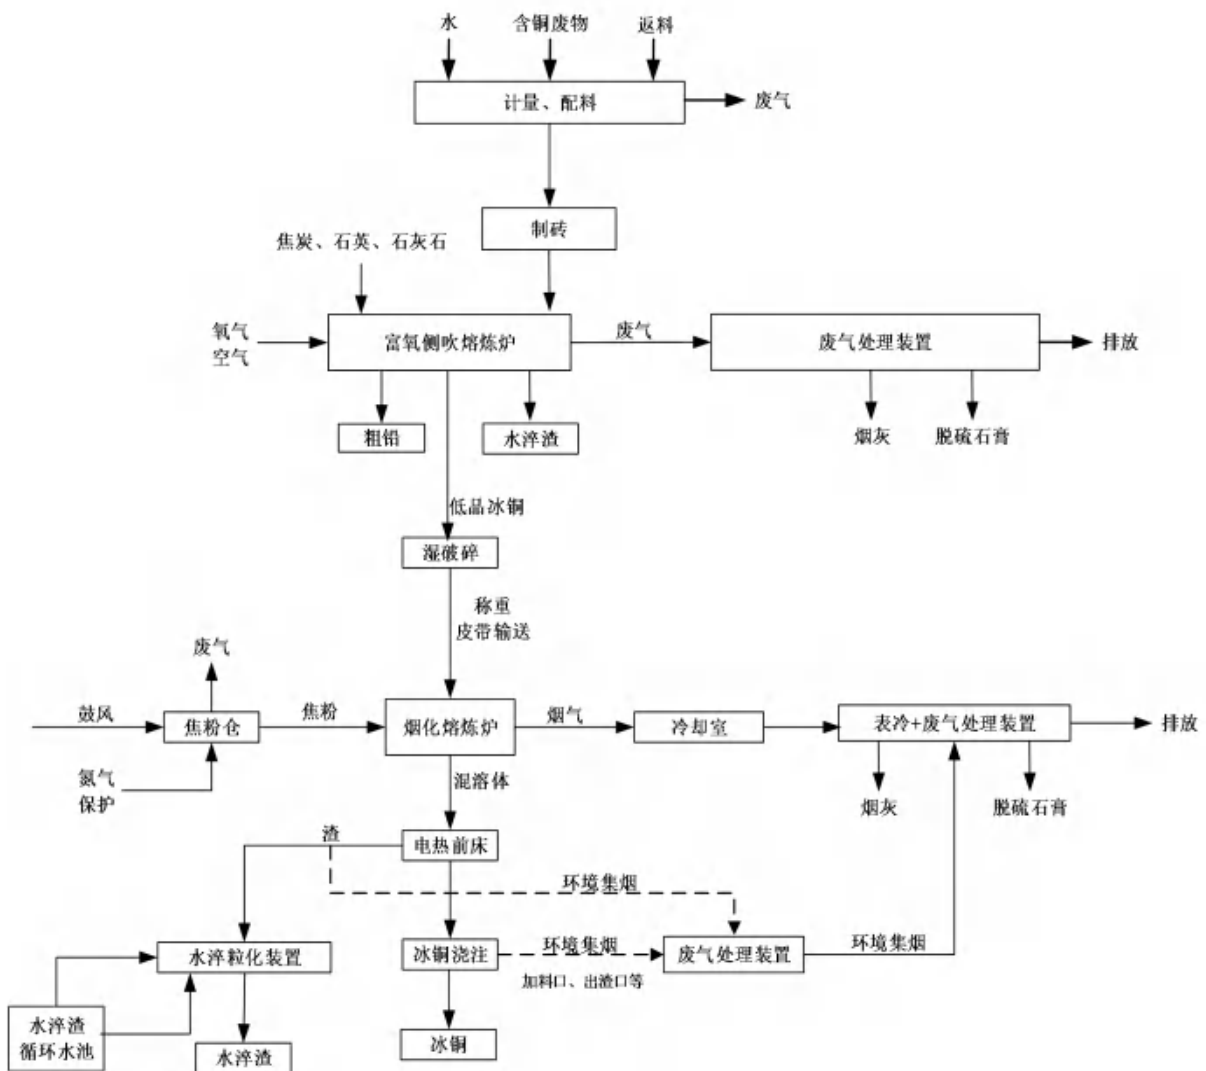 水
含铜废物
返料
计量、配料
废气
制砖
焦炭、石英、石灰石
氧气
空气
富氧侧吹熔炼炉
废气
废气处理装置
排放
粗铅
水淬渣
烟灰
脱硫石膏
低品冰铜
湿破碎
称重
皮带输送
废气
鼓风
焦粉仓
焦粉
烟化熔炼炉
烟气
冷却室
表冷+废气处理装置
排放
氮气
保护
混溶体
烟灰
脱硫石膏
渣
电热前床
环境集烟
水淬粒化装置
冰铜浇注
环境集烟
加料口、出渣口等
废气处理装置
环境集烟
水淬渣
循环水池
水淬渣
冰铜